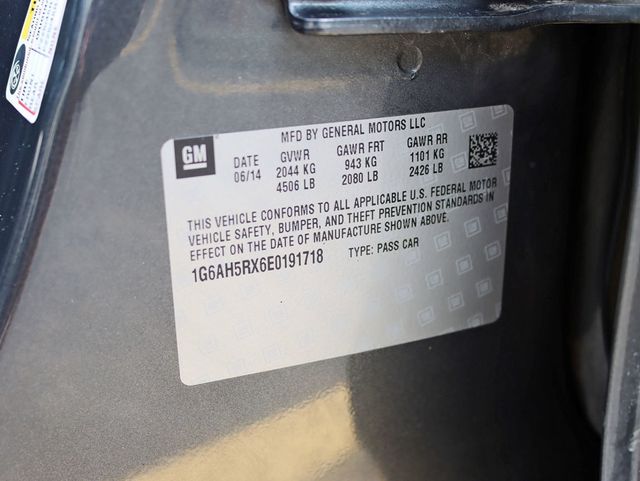 GM
MFD BY GENERAL MOTORS LLC
DATE GVWR GAWR FRT GAWR RR
06/14 2044 KG 943 KG 1101 KG
4506 LB 2080 LB 2426 LB
THIS VEHICLE CONFORMS TO ALL APPLICABLE U.S. FEDERAL MOTOR
VEHICLE SAFETY, BUMPER, AND THEFT PREVENTION STANDARDS IN
EFFECT ON THE DATE OF MANUFACTURE SHOWN ABOVE.
1G6AH5RX6E0191718 TYPE: PASS CAR